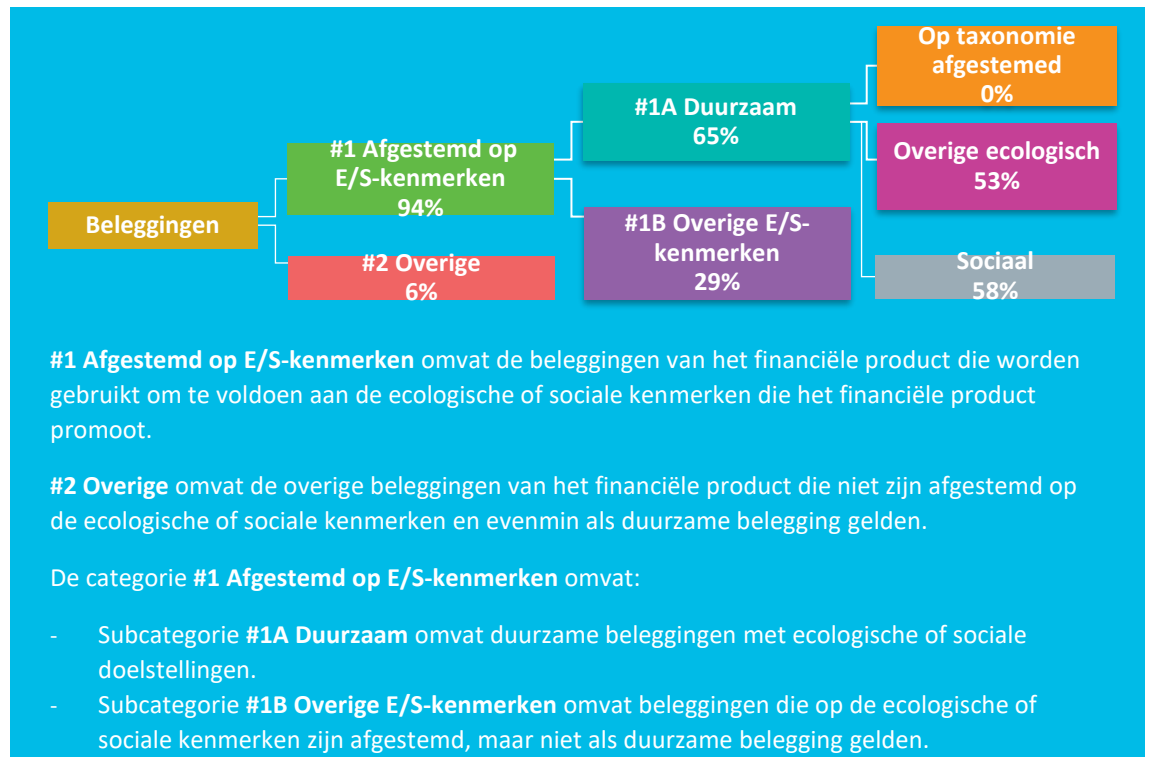 Beleggingen
#1 Afgestemd op
E/S-kenmerken
94%
#2 Overige
6%
#1A Duurzaam
65%
#1B Overige E/S-
kenmerken
29%
Op taxonomie
afgestemed
0%
Overige ecologisch
53%
Sociaal
58%
#1 Afgestemd op E/S-kenmerken omvat de beleggingen van het financiële product die worden
gebruikt om te voldoen aan de ecologische of sociale kenmerken die het financiële product
promoot.
#2 Overige omvat de overige beleggingen van het financiële product die niet zijn afgestemd op
de ecologische of sociale kenmerken en evenmin als duurzame belegging gelden.
De categorie #1 Afgestemd op E/S-kenmerken omvat:
- Subcategorie #1A Duurzaam omvat duurzame beleggingen met ecologische of sociale
doelstellingen.
- Subcategorie #1B Overige E/S-kenmerken omvat beleggingen die op de ecologische of
sociale kenmerken zijn afgestemd, maar niet als duurzame belegging gelden.